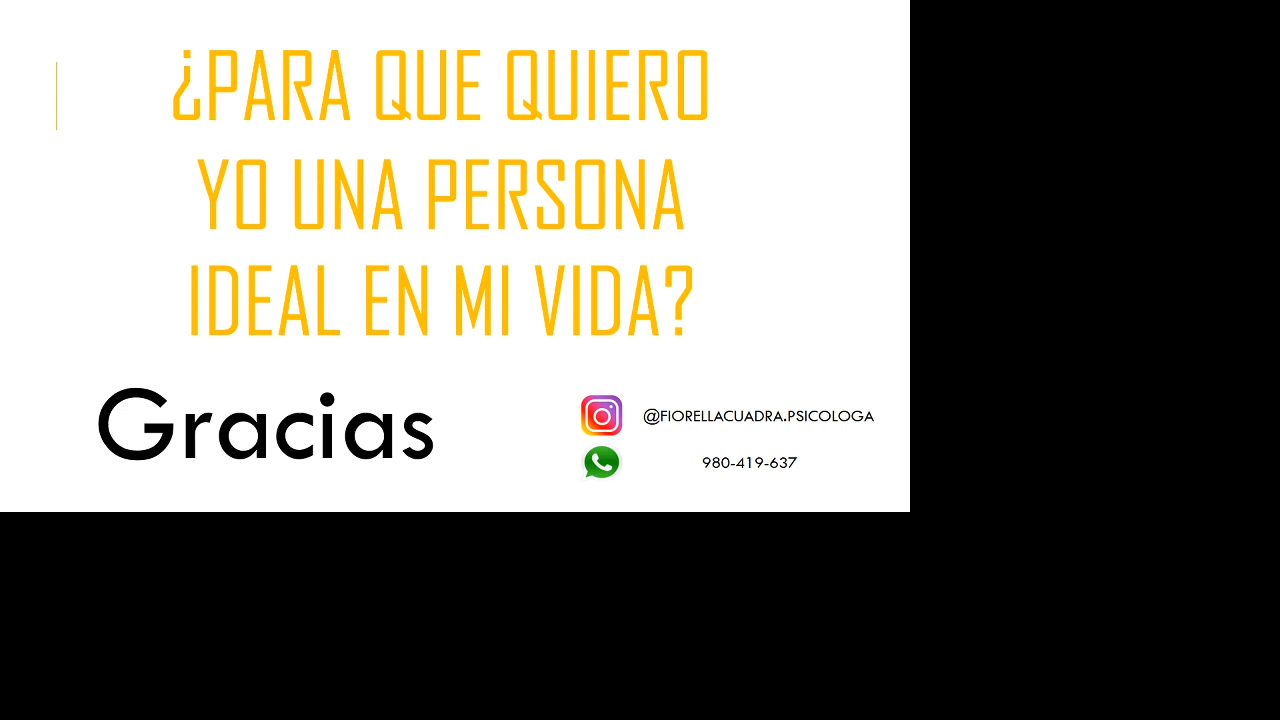 ¿PARA QUE QUIERO
YO UNA PERSONA
IDEAL EN MI VIDA?
Gracias
@FIORELLACUADRA.PSICOLOGA
980-419-637